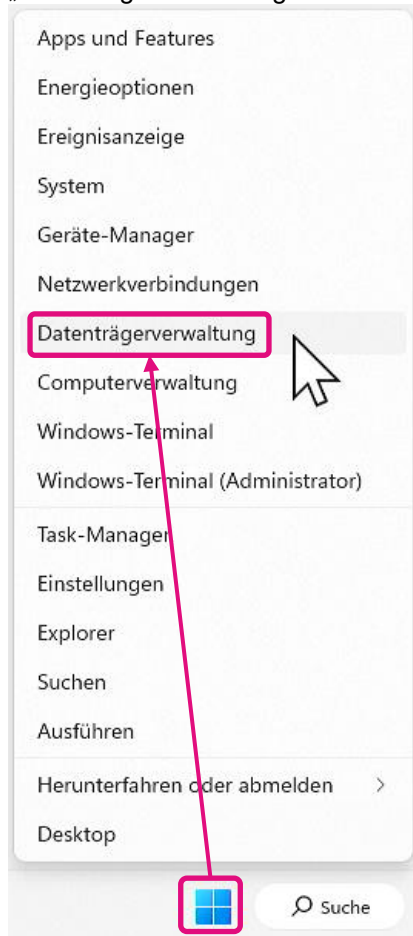 Apps und Features
Energieoptionen
Ereignisanzeige
System
Geräte-Manager
Netzwerkverbindungen
Datenträgerverwaltung
Computerverwaltung
Windows-Terminal
Windows-Terminal (Administrator)
Task-Manager
Einstellungen
Explorer
Suchen
Ausführen
Herunterfahren oder abmelden
Desktop
Suche